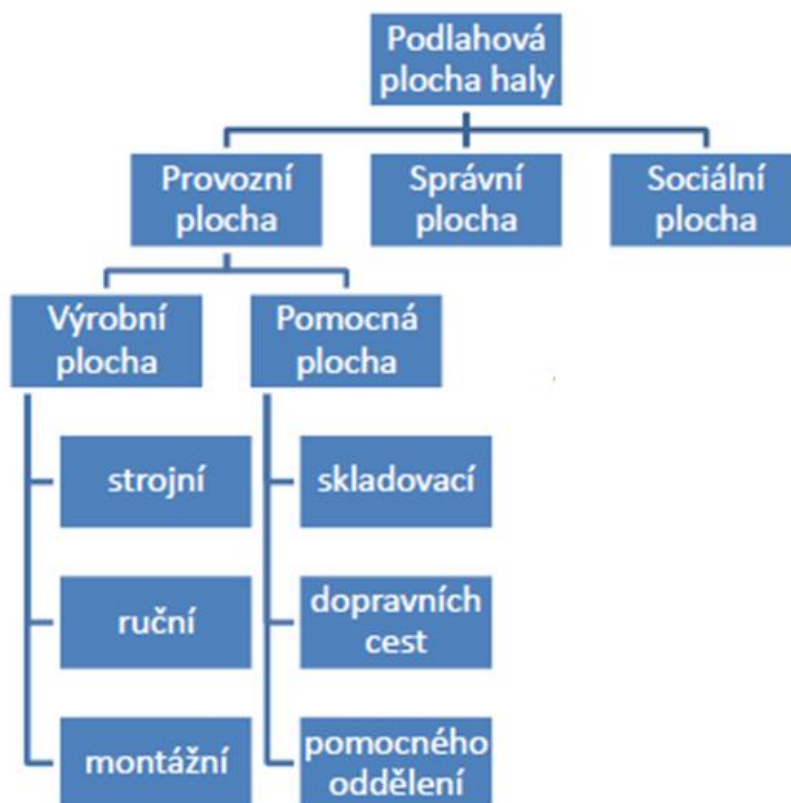 Podlahová
plocha haly
Provozní
plocha
Správní
plocha
Sociální
plocha
Výrobní
plocha
Pomocná
plocha
strojní
skladovací
ruční
dopravních
cest
montážní
pomocného
oddělení